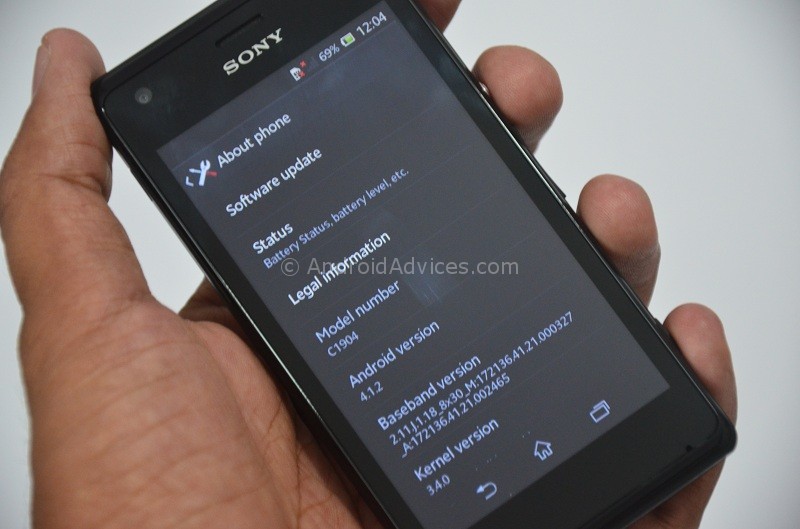 SONY
69% 12:04
About phone
Software update
Status
Battery Status, battery level, etc.
Legal information
© AndroidAdvices.com
Model number
C1904
Android version
4.1.2
Baseband version
2.11.J.1.18_8x30_M:172136.41.21.000327
_A:172136.41.21.002465
Kernel version
3.4.0